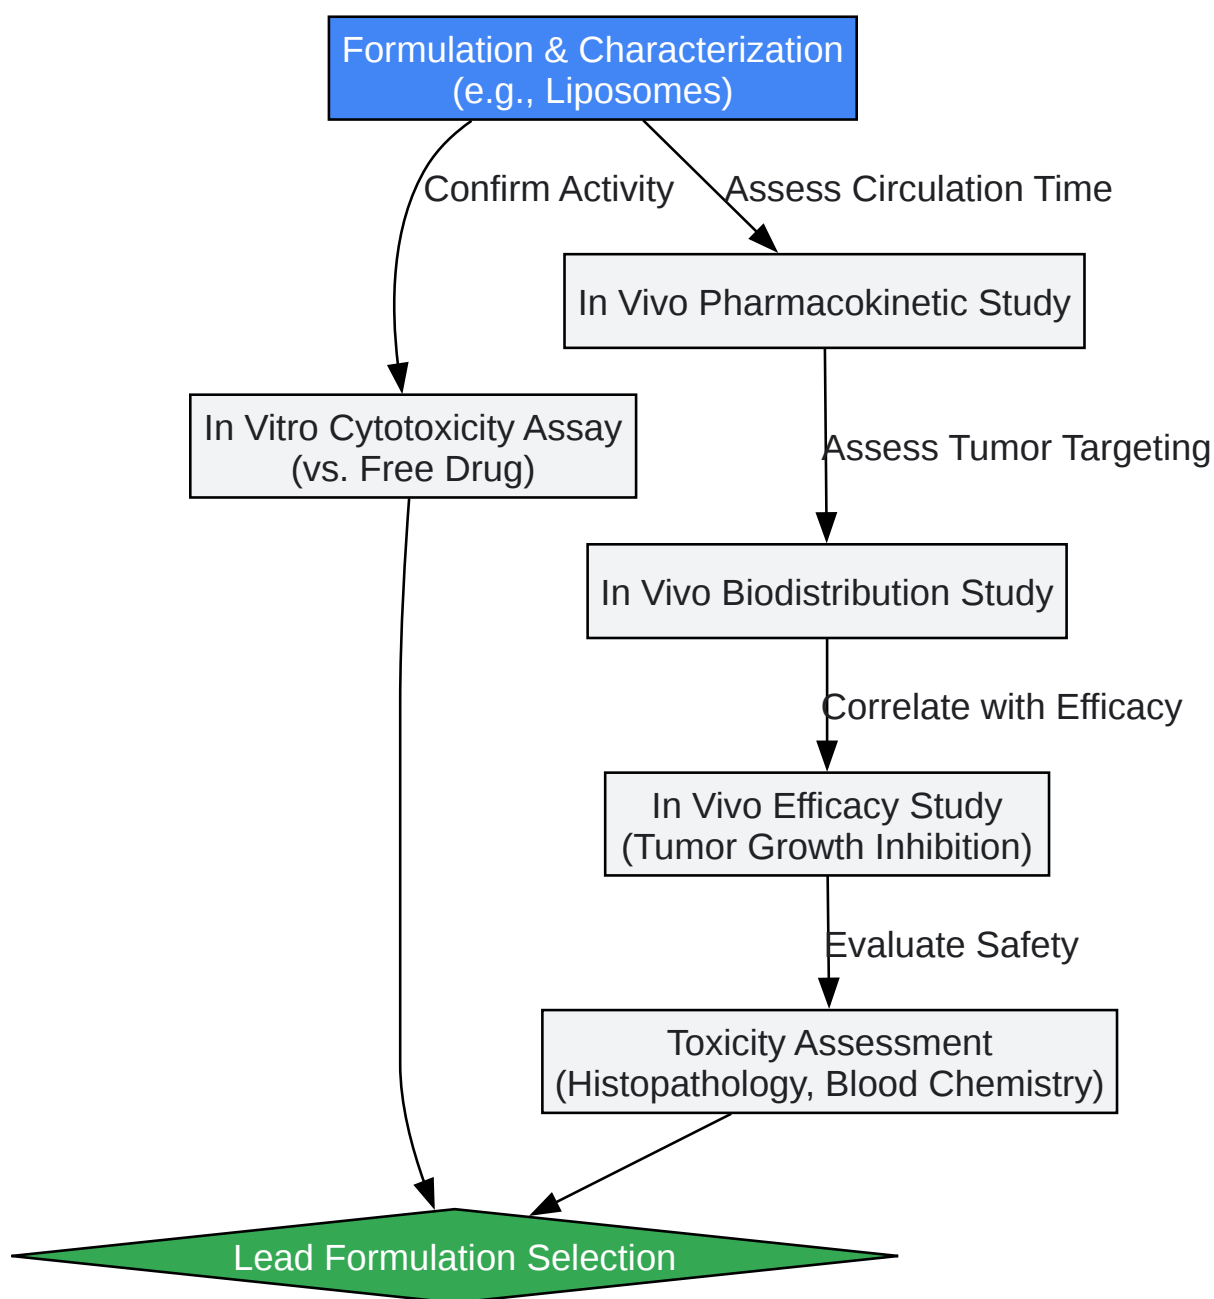 Formulation & Characterization
(e.g., Liposomes)
Confirm Activity
Assess Circulation Time
In Vivo Pharmacokinetic Study
In Vitro Cytotoxicity Assay
(vs. Free Drug)
Assess Tumor Targeting
In Vivo Biodistribution Study
Correlate with Efficacy
In Vivo Efficacy Study
(Tumor Growth Inhibition)
Evaluate Safety
Toxicity Assessment
(Histopathology, Blood Chemistry)
Lead Formulation Selection